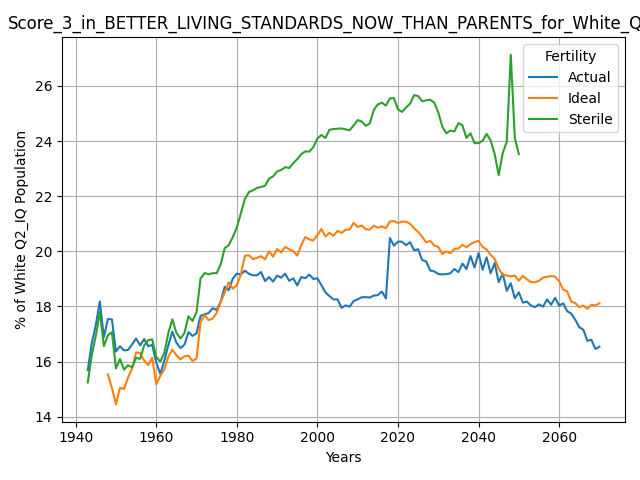 Score_3_in_BETTER_LIVING_STANDARDS_NOW_THAN_PARENTS_for_White_Q
Fertility
Actual
Ideal
Sterile
% of White Q2_IQ Population
26
24
22
20
18
16
14
1940 1960 1980 2000 2020 2040 2060
Years